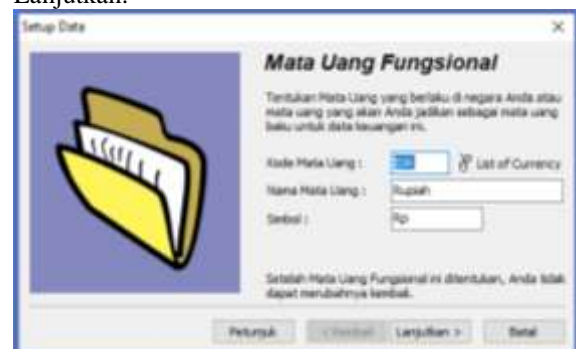 Lanjutkan.
Setup Data
Mata Uang Fungsional
Tentukan Mata Uang yang berlaku di negara Anda atau
mata uang yang akan Anda jadikan sebagai mata uang
baku untuk data keuangan ini.
Kode Mata Uang :
List of Currency
Nama Mata Uang :
Rupiah
Simbol :
Rp
Setelah Mata Uang Fungsional ini ditentukan, Anda tidak
dapat merubahnya kembali.
Petunjuk
< Kembali
Lanjutkan >
Batal